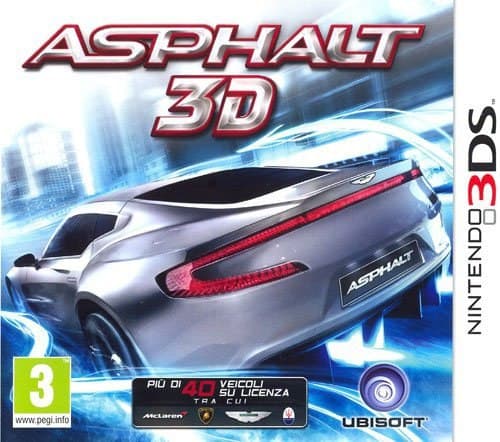 ASPHALT
3D
NINTENDO 3DS
ASPHALT
3
www.pegi.info
PIÙ DI 40 VEICOLI
SU LICENZA
TRA CUI
McLaren
UBISOFT